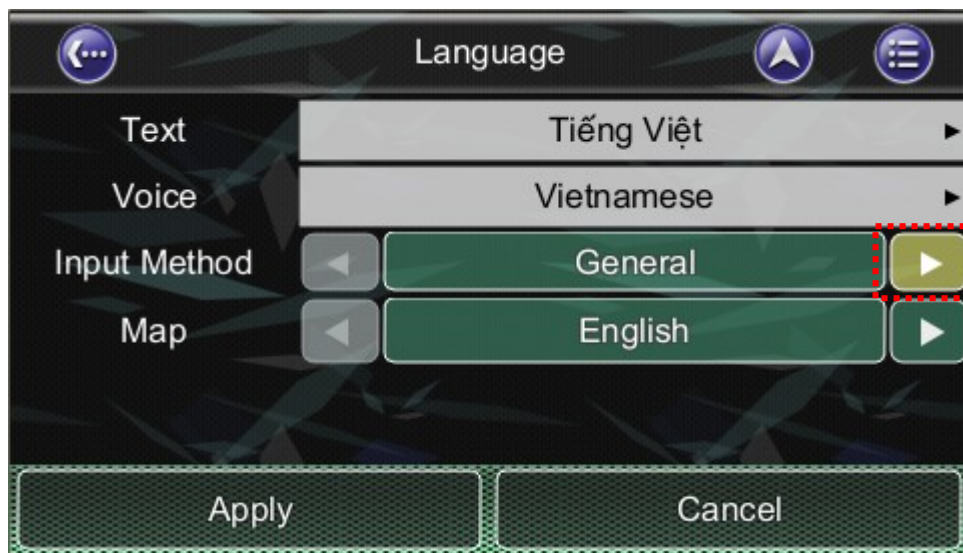 Language
Text Tiếng Việt
Voice Vietnamese
Input Method General
Map English
Apply Cancel